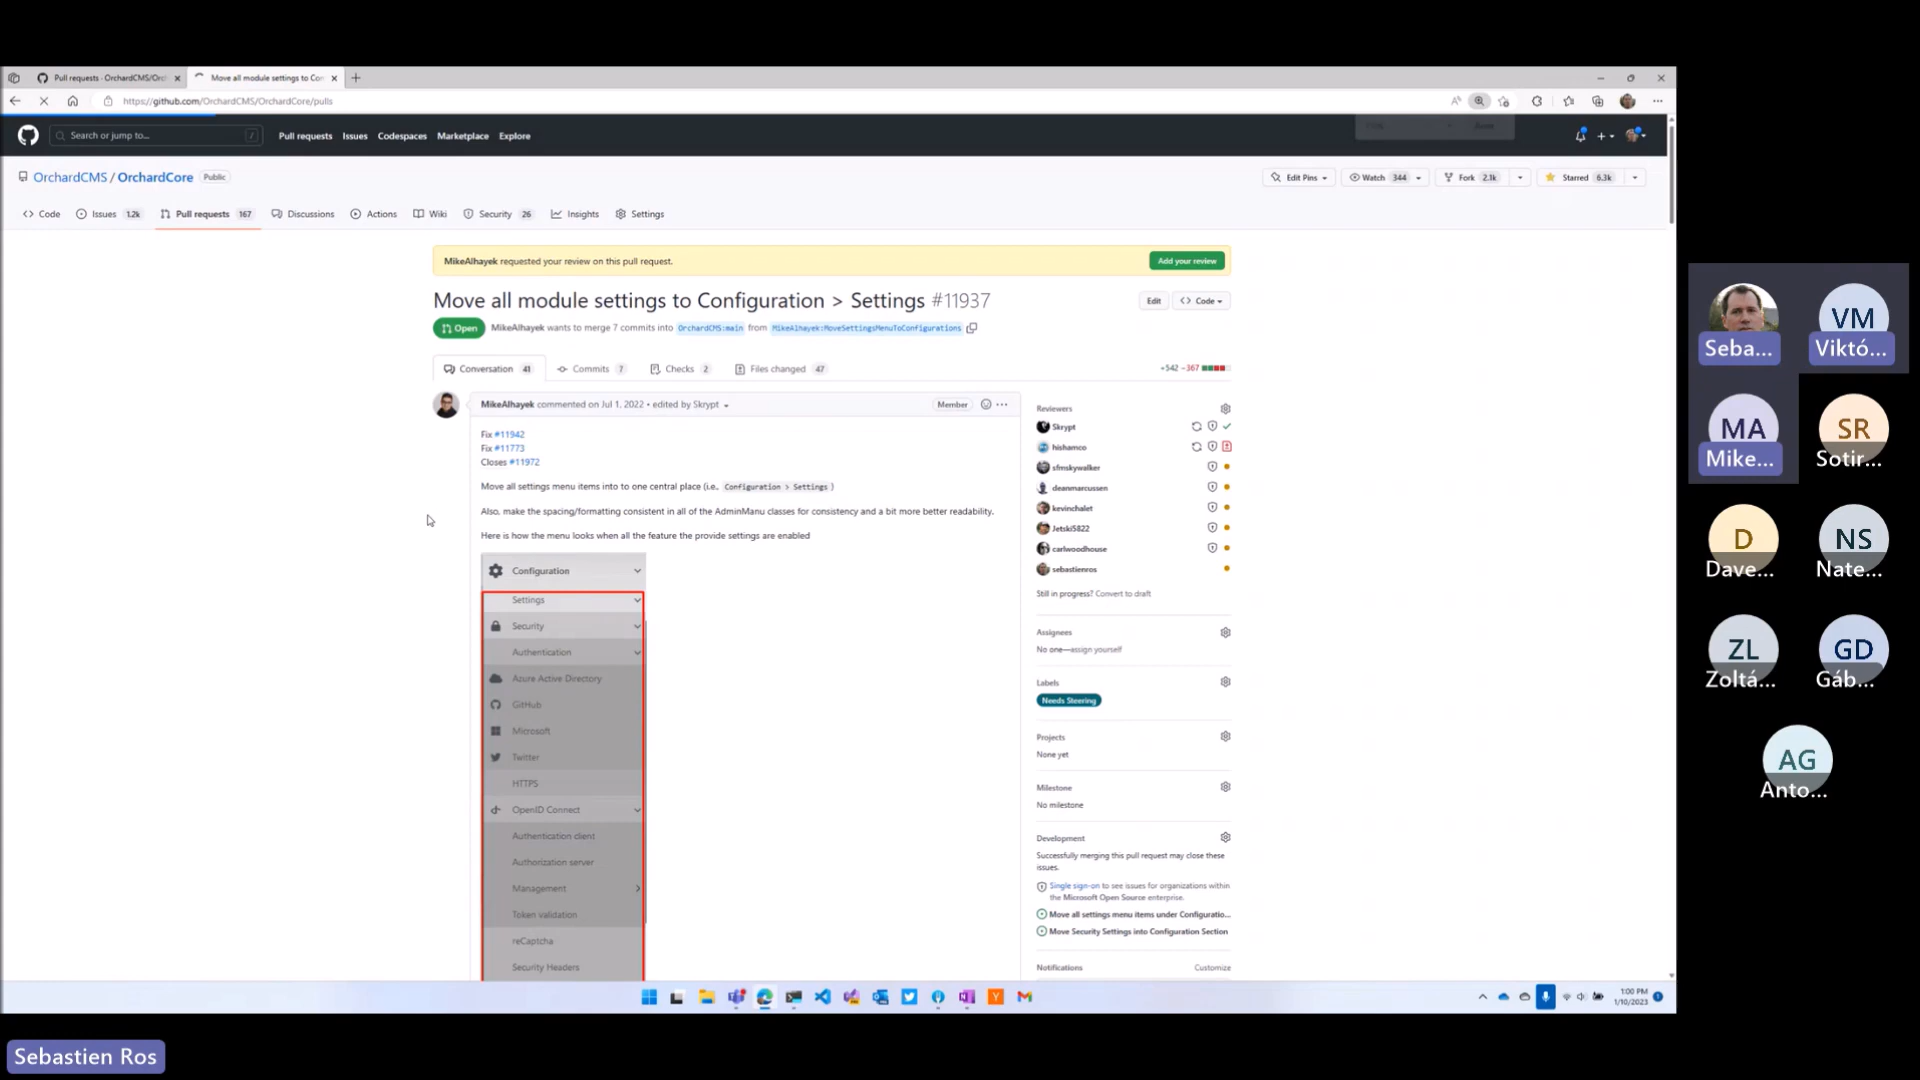 Pull requests · OrchardCMS/Orc
Move all module settings to Con
https://github.com/OrchardCMS/OrchardCore/pulls
Search or jump to...
/
Pull requests
Issues
Codespaces
Marketplace
Explore
OrchardCMS / OrchardCore
Public
Edit Pins
Watch 344
Fork 2.1k
Starred 6.3k
Code
Issues 1.2k
Pull requests 167
Discussions
Actions
Wiki
Security 26
Insights
Settings
MikeAlhayek requested your review on this pull request.
Add your review
Move all module settings to Configuration > Settings #11937
Edit
Code
Open
MikeAlhayek wants to merge 7 commits into OrchardCMS:main from MikeAlhayek:MoveSettingsMenuToConfigurations
Conversation 41
Commits 7
Checks 2
Files changed 47
+542 −367
MikeAlhayek commented on Jul 1, 2022 • edited by Skrypt
Member
Fix #11942
Fix #11773
Closes #11972
Move all settings menu items into to one central place (i.e., Configuration > Settings )
Also, make the spacing/formatting consistent in all of the AdminManu classes for consistency and a bit more better readability.
Here is how the menu looks when all the feature the provide settings are enabled
Configuration
Settings
Security
Authentication
Azure Active Directory
GitHub
Microsoft
Twitter
HTTPS
OpenID Connect
Authentication client
Authorization server
Management
Token validation
reCaptcha
Security Headers
Reviewers
Skrypt
hishamco
sfmskywalker
deanmarcussen
kevinchalet
Jetski5822
carlwoodhouse
sebastienros
Still in progress? Convert to draft
Assignees
No one—assign yourself
Labels
Needs Steering
Projects
None yet
Milestone
No milestone
Development
Successfully merging this pull request may close these
issues.
Single sign-on to see issues for organizations within
the Microsoft Open Source enterprise.
Move all settings menu items under Configuratio...
Move Security Settings into Configuration Section
Notifications
Customize
1:00 PM
1/10/2023
Seba...
VM
Viktó...
MA
Mike...
SR
Sotir...
D
Dave...
NS
Nate...
ZL
Zoltá...
GD
Gáb...
AG
Anto...
Sebastien Ros